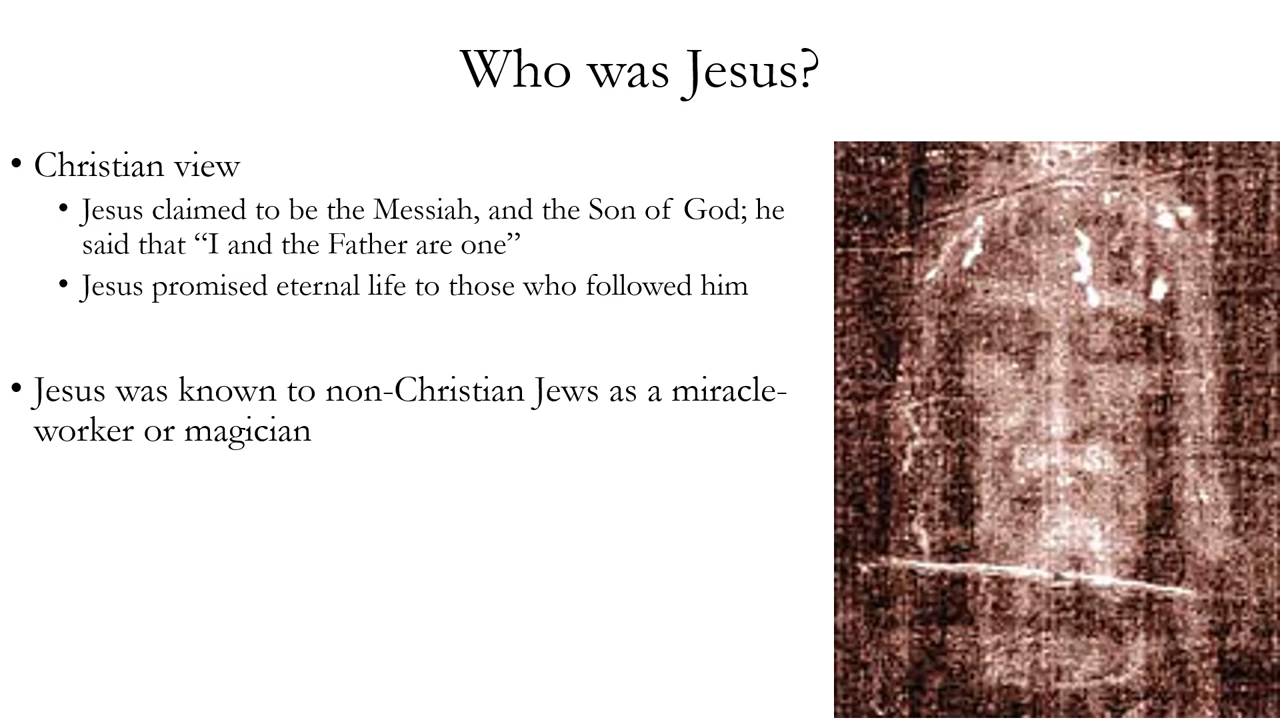 Who was Jesus?
• Christian view
• Jesus claimed to be the Messiah, and the Son of God; he
said that “I and the Father are one”
• Jesus promised eternal life to those who followed him
• Jesus was known to non-Christian Jews as a miracle-
worker or magician